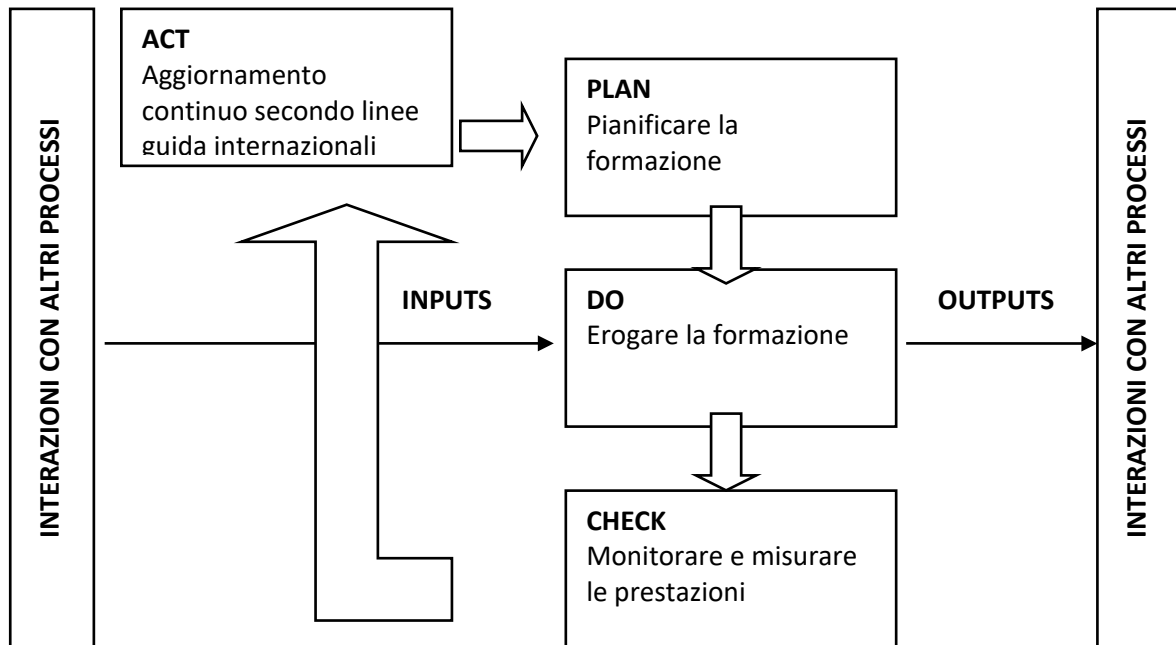 INTERAZIONI CON ALTRI PROCESSI
ACT
Aggiornamento
continuo secondo linee
guida internazionali
PLAN
Pianificare la
formazione
INPUTS
DO
Erogare la formazione
OUTPUTS
CHECK
Monitorare e misurare
le prestazioni
INTERAZIONI CON ALTRI PROCESSI